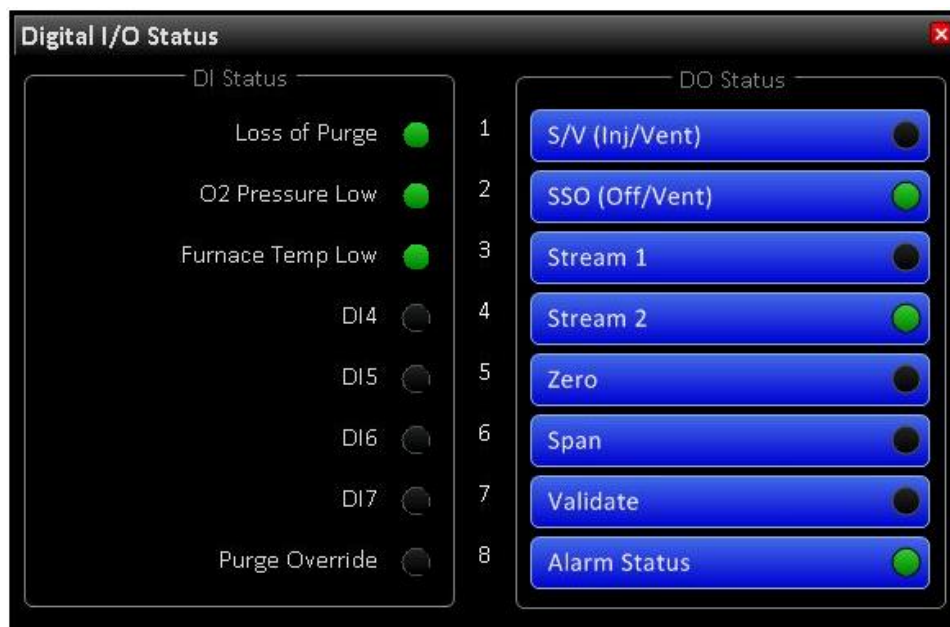 Digital I/O Status
DI Status
DO Status
Loss of Purge
1
S/V (Inj/Vent)
O2 Pressure Low
2
SSO (Off/Vent)
Furnace Temp Low
3
Stream 1
DI4
4
Stream 2
DI5
5
Zero
DI6
6
Span
DI7
7
Validate
Purge Override
8
Alarm Status